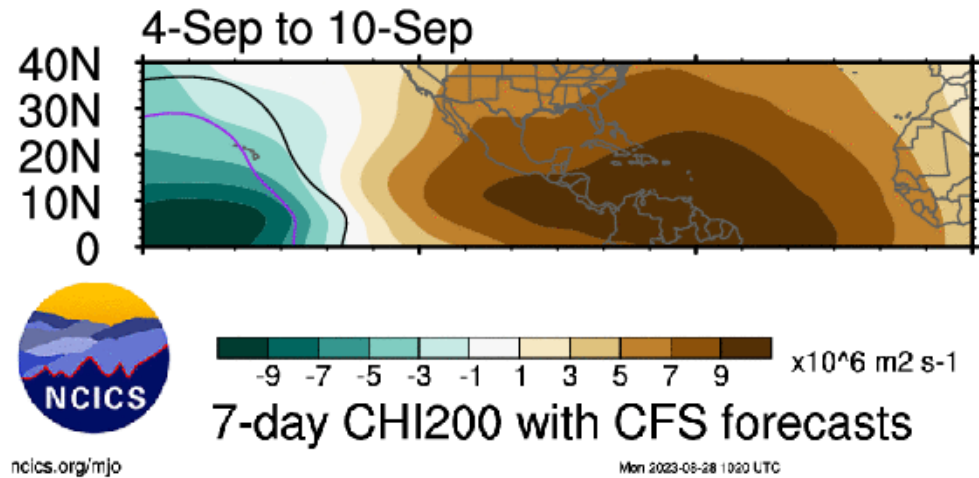 4-Sep to 10-Sep
40N
30N
20N
10N
0
-9 -7 -5 -3 -1 1 3 5 7 9 x10^6 m2 s-1
NCICS
7-day CHI200 with CFS forecasts
ncics.org/mjo Mon 2023-08-28 1020 UTC